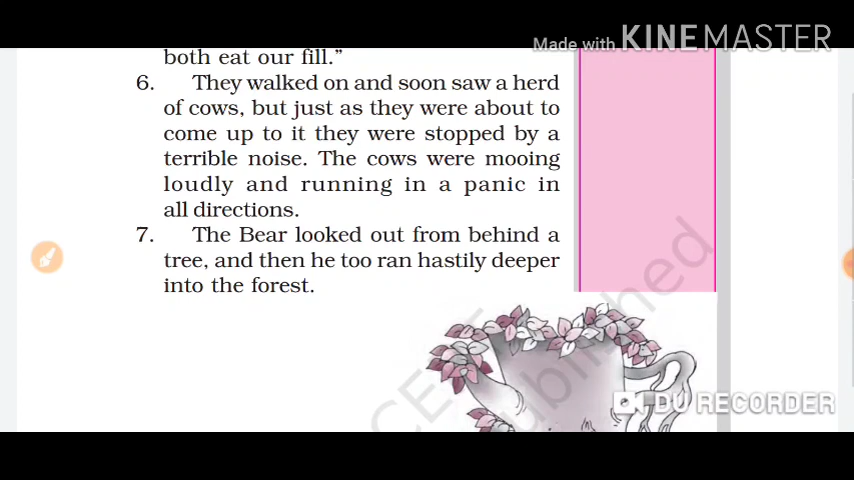 Made with KINEMASTER
both eat our fill."
6. They walked on and soon saw a herd
of cows, but just as they were about to
come up to it they were stopped by a
terrible noise. The cows were mooing
loudly and running in a panic in
all directions.
7. The Bear looked out from behind a
tree, and then he too ran hastily deeper
into the forest.
published
DU RECORDER